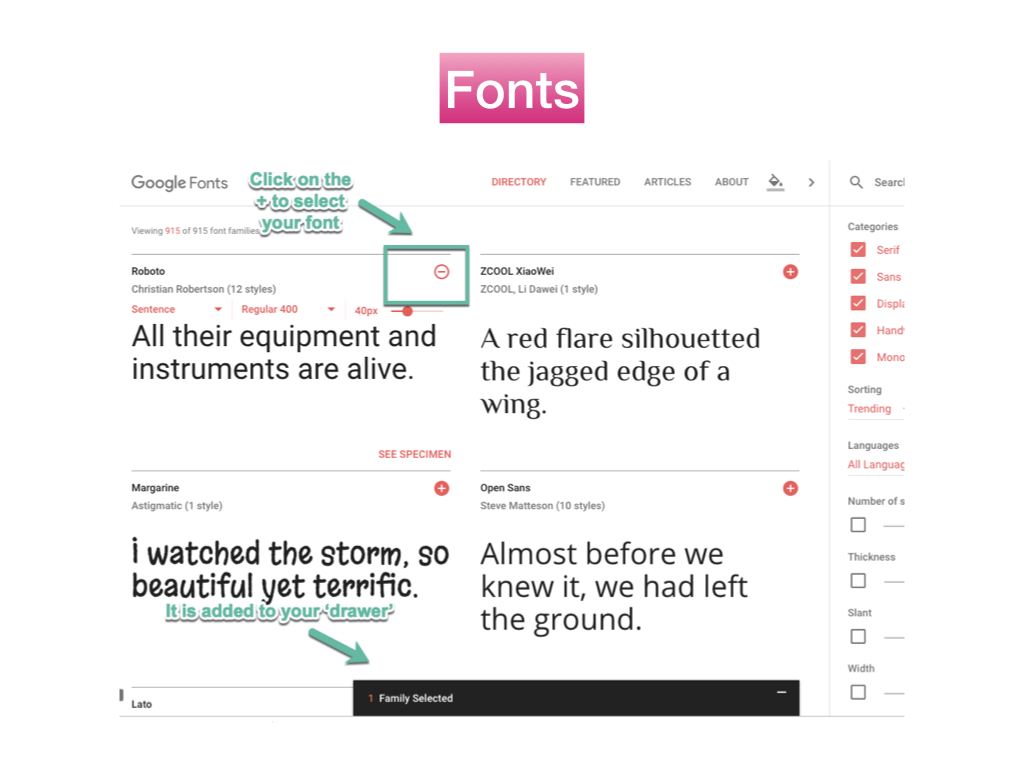 Fonts
Google Fonts
Click on the
+ to select
your font
DIRECTORY FEATURED ARTICLES ABOUT
Viewing 915 of 915 font families
Roboto
Christian Robertson (12 styles)
Sentence Regular 400 40px
All their equipment and
instruments are alive.
SEE SPECIMEN
ZCOOL XiaoWei
ZCOOL, Li Dawei (1 style)
A red flare silhouetted
the jagged edge of a
wing.
Margarine
Astigmatic (1 style)
i watched the storm, so
beautiful yet terrific.
It is added to your 'drawer'
Open Sans
Steve Matteson (10 styles)
Almost before we
knew it, we had left
the ground.
Lato
1 Family Selected
Searc
Categories
Serif
Sans
Displa
Hand
Mono
Sorting
Trending
Languages
All Languag
Number of s
Thickness
Slant
Width